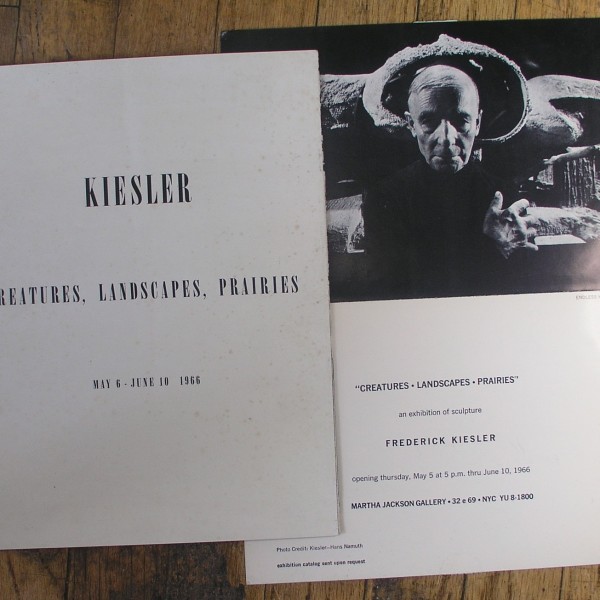 KIESLER
REATURES, LANDSCAPES, PRAIRIES
MAY 6 - JUNE 10 1966
ENDLESS
"CREATURES • LANDSCAPES • PRAIRIES"
an exhibition of sculpture
FREDERICK KIESLER
opening thursday, May 5 at 5 p.m. thru June 10, 1966
MARTHA JACKSON GALLERY • 32 e 69 • NYC YU 8-1800
Photo Credit: Kiesler—Hans Namuth
exhibition catalog sent upon request